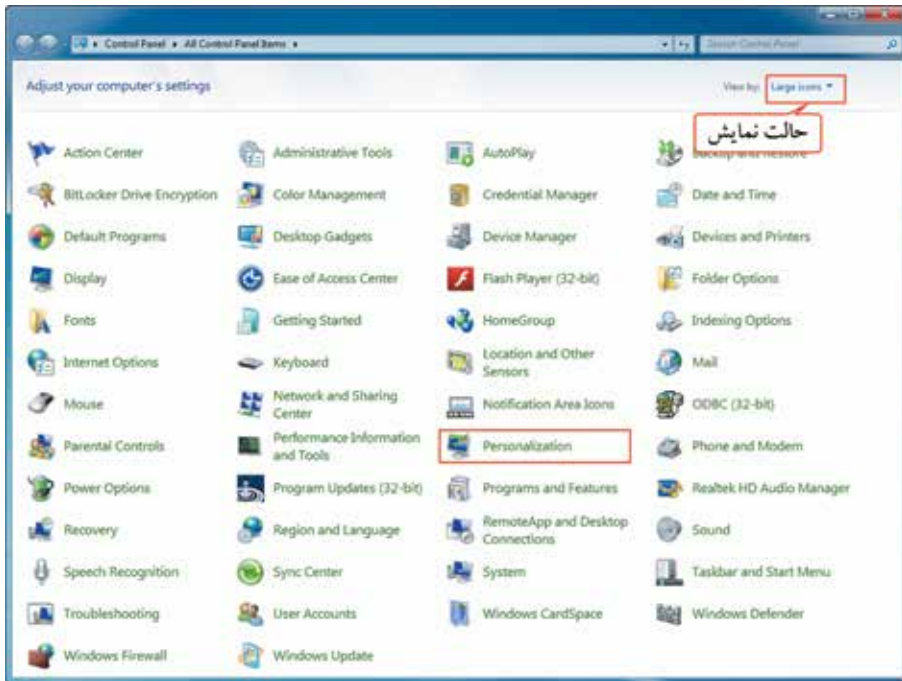 Control Panel ▸ All Control Panel Items ▸
Search Control Panel
Adjust your computer's settings
View by: Large icons
حالت نمایش
Action Center
Administrative Tools
AutoPlay
Backup and Restore
BitLocker Drive Encryption
Color Management
Credential Manager
Date and Time
Default Programs
Desktop Gadgets
Device Manager
Devices and Printers
Display
Ease of Access Center
Flash Player (32-bit)
Folder Options
Fonts
Getting Started
HomeGroup
Indexing Options
Internet Options
Keyboard
Location and Other
Sensors
Mail
Mouse
Network and Sharing
Center
Notification Area Icons
ODBC (32-bit)
Parental Controls
Performance Information
and Tools
Personalization
Phone and Modem
Power Options
Program Updates (32-bit)
Programs and Features
Realtek HD Audio Manager
Recovery
Region and Language
RemoteApp and Desktop
Connections
Sound
Speech Recognition
Sync Center
System
Taskbar and Start Menu
Troubleshooting
User Accounts
Windows CardSpace
Windows Defender
Windows Firewall
Windows Update